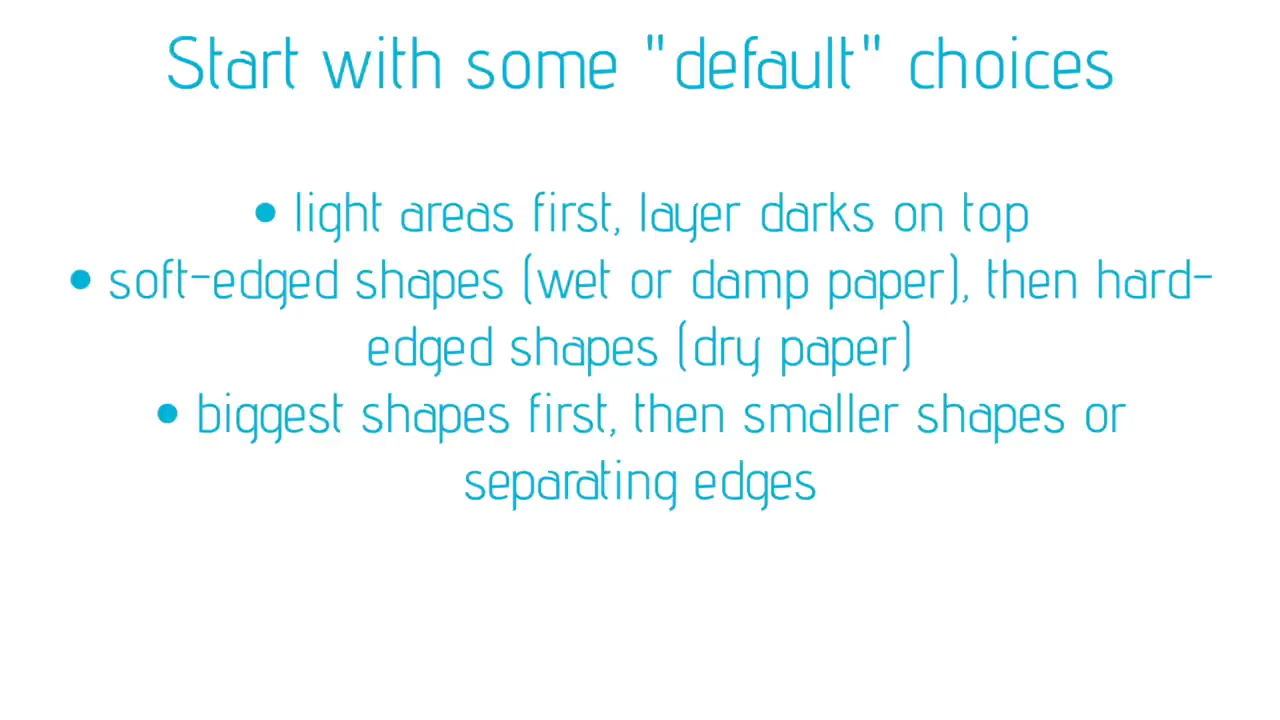 Start with some "default" choices
• light areas first, layer darks on top
• soft-edged shapes (wet or damp paper), then hard-
edged shapes (dry paper)
• biggest shapes first, then smaller shapes or
separating edges